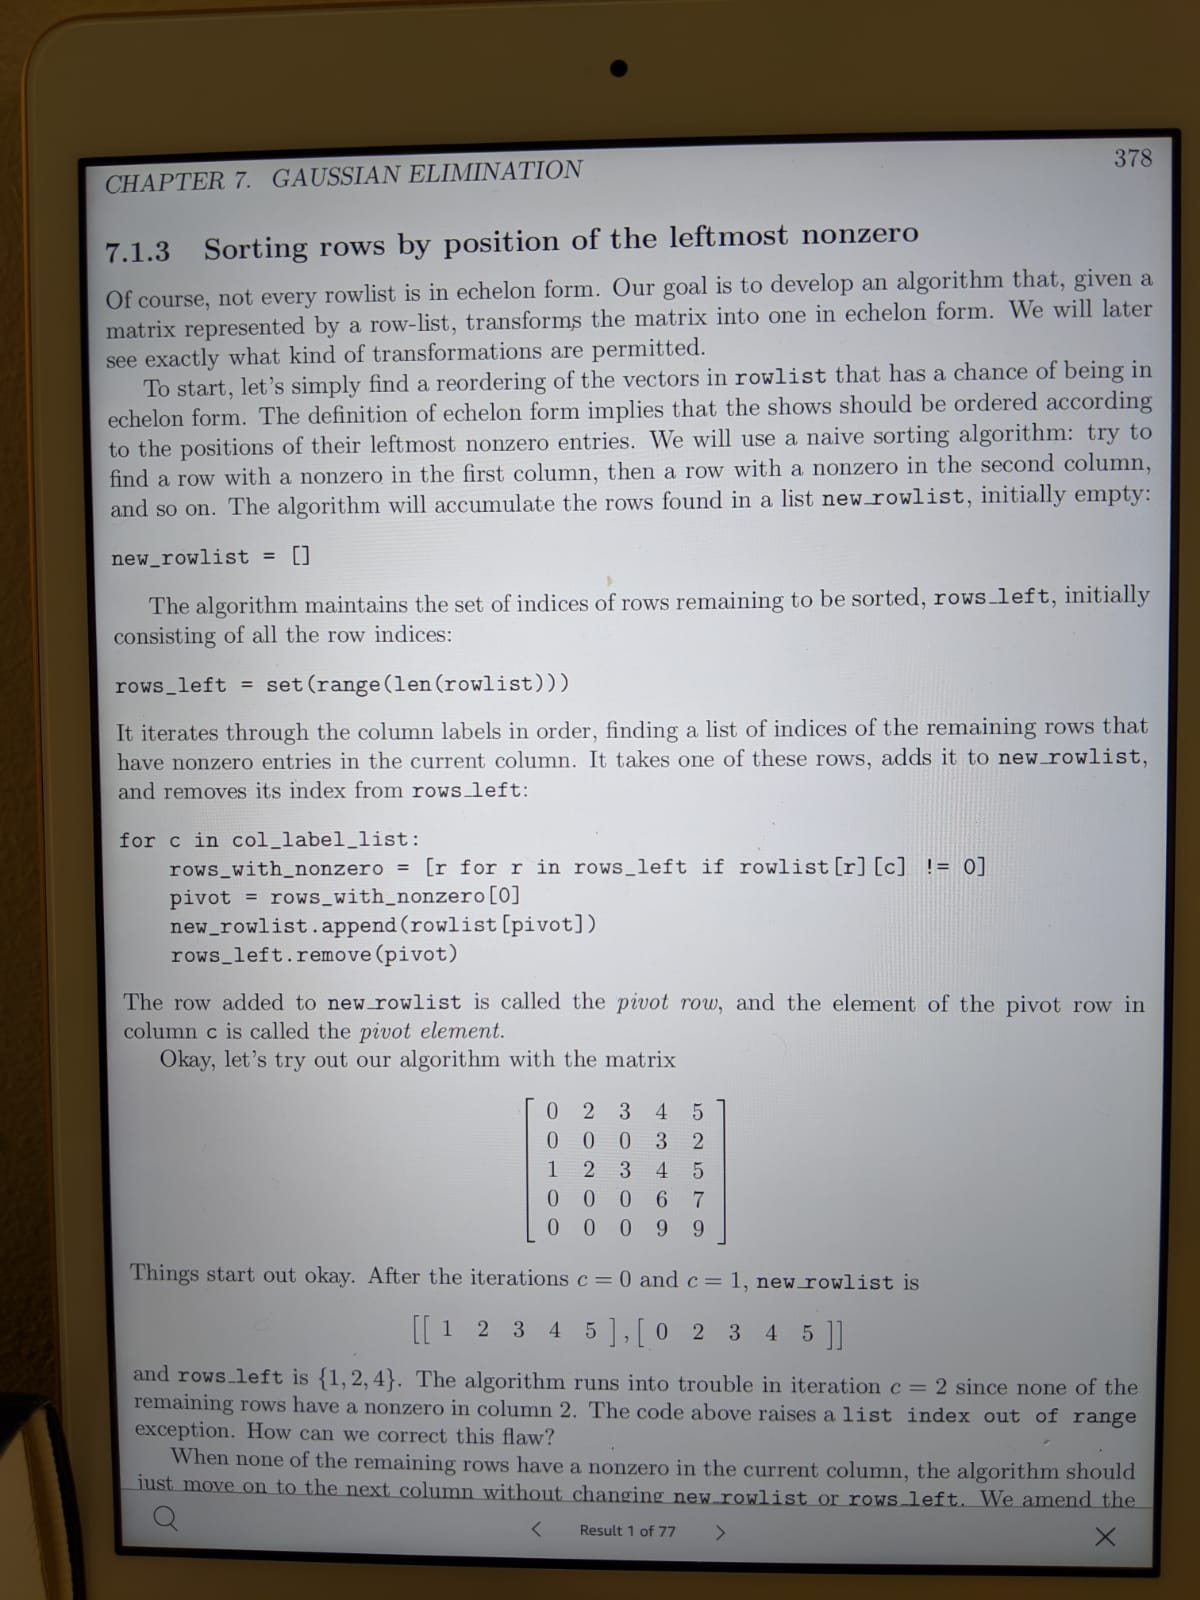 CHAPTER 7. GAUSSIAN ELIMINATION 378
7.1.3 Sorting rows by position of the leftmost nonzero
Of course, not every rowlist is in echelon form. Our goal is to develop an algorithm that, given a
matrix represented by a row-list, transforms the matrix into one in echelon form. We will later
see exactly what kind of transformations are permitted.
To start, let's simply find a reordering of the vectors in rowlist that has a chance of being in
echelon form. The definition of echelon form implies that the shows should be ordered according
to the positions of their leftmost nonzero entries. We will use a naive sorting algorithm: try to
find a row with a nonzero in the first column, then a row with a nonzero in the second column,
and so on. The algorithm will accumulate the rows found in a list new_rowlist, initially empty:
new_rowlist = []
The algorithm maintains the set of indices of rows remaining to be sorted, rows_left, initially
consisting of all the row indices:
rows_left = set(range(len(rowlist)))
It iterates through the column labels in order, finding a list of indices of the remaining rows that
have nonzero entries in the current column. It takes one of these rows, adds it to new_rowlist,
and removes its index from rows_left:
for c in col_label_list:
rows_with_nonzero = [r for r in rows_left if rowlist[r][c] != 0]
pivot = rows_with_nonzero[0]
new_rowlist.append(rowlist[pivot])
rows_left.remove(pivot)
The row added to new_rowlist is called the pivot row, and the element of the pivot row in
column c is called the pivot element.
Okay, let's try out our algorithm with the matrix
0 2 3 4 5
0 0 0 3 2
1 2 3 4 5
0 0 0 6 7
0 0 0 9 9
Things start out okay. After the iterations c = 0 and c = 1, new_rowlist is
[[ 1 2 3 4 5 ],[ 0 2 3 4 5 ]]
and rows_left is {1, 2, 4}. The algorithm runs into trouble in iteration c = 2 since none of the
remaining rows have a nonzero in column 2. The code above raises a list index out of range
exception. How can we correct this flaw?
When none of the remaining rows have a nonzero in the current column, the algorithm should
just move on to the next column without changing new_rowlist or rows_left. We amend the
< Result 1 of 77 >